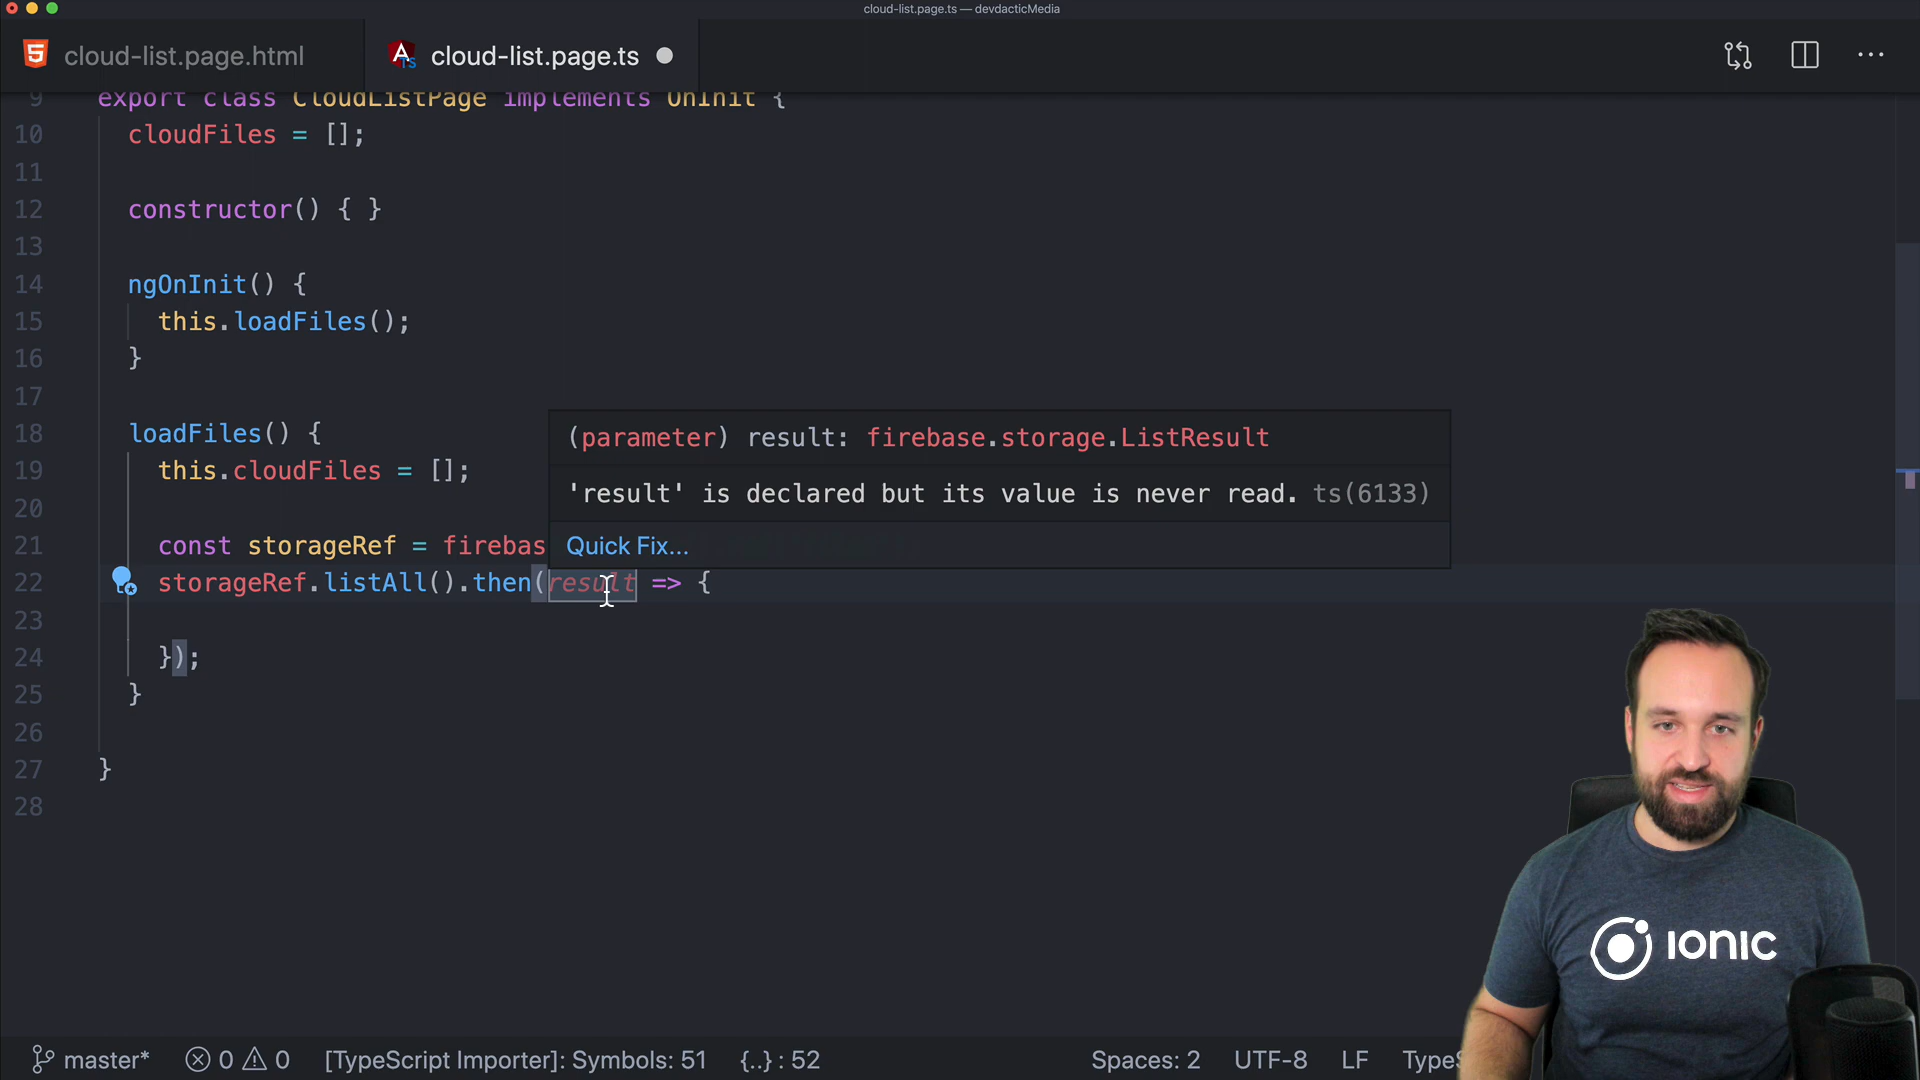 cloud-list.page.ts — devdacticMedia
cloud-list.page.html
cloud-list.page.ts
9 export class CloudListPage implements OnInit {
10 cloudFiles = [];
11
12 constructor() { }
13
14 ngOnInit() {
15 this.loadFiles();
16 }
17
18 loadFiles() {
19 this.cloudFiles = [];
20
21 const storageRef = firebas
22 storageRef.listAll().then(result => {
23
24 });
25 }
26
27 }
28
(parameter) result: firebase.storage.ListResult
'result' is declared but its value is never read. ts(6133)
Quick Fix...
IONIC
master* 0 0 [TypeScript Importer]: Symbols: 51 {..} : 52 Spaces: 2 UTF-8 LF TypeS